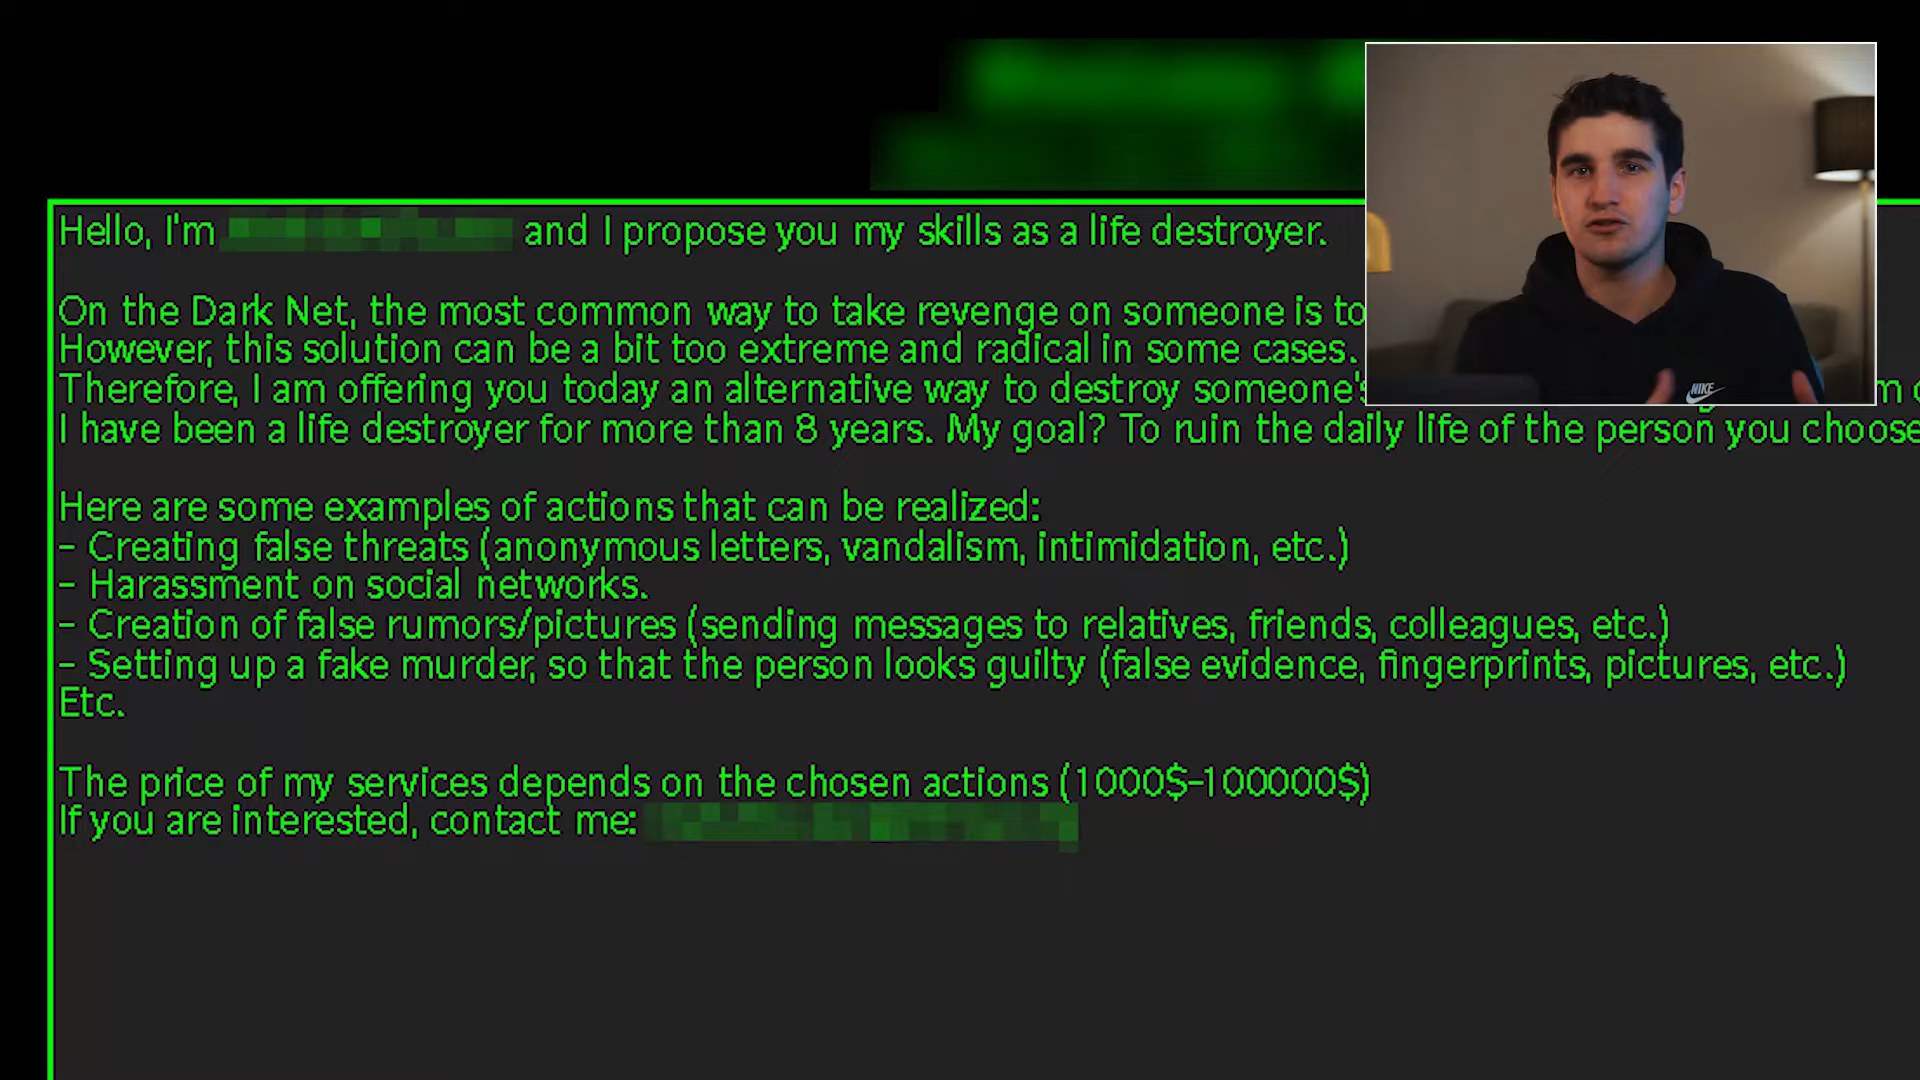 Hello, I'm and I propose you my skills as a life destroyer.
On the Dark Net, the most common way to take revenge on someone is to
However, this solution can be a bit too extreme and radical in some cases.
Therefore, I am offering you today an alternative way to destroy someone's
I have been a life destroyer for more than 8 years. My goal? To ruin the daily life of the person you choose
Here are some examples of actions that can be realized:
- Creating false threats (anonymous letters, vandalism, intimidation, etc.)
- Harassment on social networks.
- Creation of false rumors/pictures (sending messages to relatives, friends, colleagues, etc.)
- Setting up a fake murder, so that the person looks guilty (false evidence, fingerprints, pictures, etc.)
Etc.
The price of my services depends on the chosen actions (1000$-100000$)
If you are interested, contact me:
NIKE